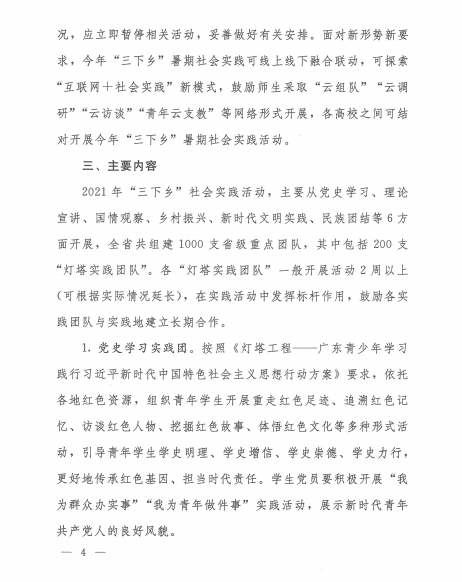 况，应立即暂停相关活动，妥善做好有关安排。面对新形势新要
求，今年“三下乡”暑期社会实践可线上线下融合联动，可探索
“互联网＋社会实践”新模式，鼓励师生采取“云组队”“云调
研”“云访谈”“青年云支教”等网络形式开展，各高校之间可结
对开展今年“三下乡”暑期社会实践活动。
三、主要内容
2021 年“三下乡”社会实践活动，主要从党史学习、理论
宣讲、国情观察、乡村振兴、新时代文明实践、民族团结等 6 方
面开展，全省共组建 1000 支省级重点团队，其中包括 200 支
“灯塔实践团队”。各“灯塔实践团队”一般开展活动 2 周以上
（可根据实际情况延长），在实践活动中发挥标杆作用，鼓励各实
践团队与实践地建立长期合作。
1. 党史学习实践团。按照《灯塔工程——广东青少年学习
践行习近平新时代中国特色社会主义思想行动方案》要求，依托
各地红色资源，组织青年学生开展重走红色足迹、追溯红色记
忆、访谈红色人物、挖掘红色故事、体悟红色文化等多种形式活
动，引导青年学生学史明理、学史增信、学史崇德、学史力行，
更好地传承红色基因、担当时代责任。学生党员要积极开展“我
为群众办实事”“我为青年做件事”实践活动，展示新时代青年
共产党人的良好风貌。
— 4 —